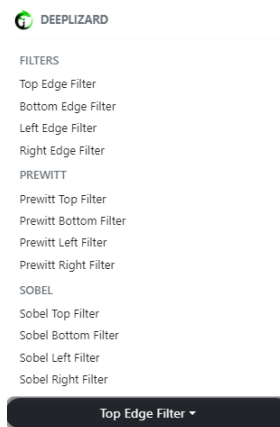 DEEPLIZARD
FILTERS
Top Edge Filter
Bottom Edge Filter
Left Edge Filter
Right Edge Filter
PREWITT
Prewitt Top Filter
Prewitt Bottom Filter
Prewitt Left Filter
Prewitt Right Filter
SOBEL
Sobel Top Filter
Sobel Bottom Filter
Sobel Left Filter
Sobel Right Filter
Top Edge Filter